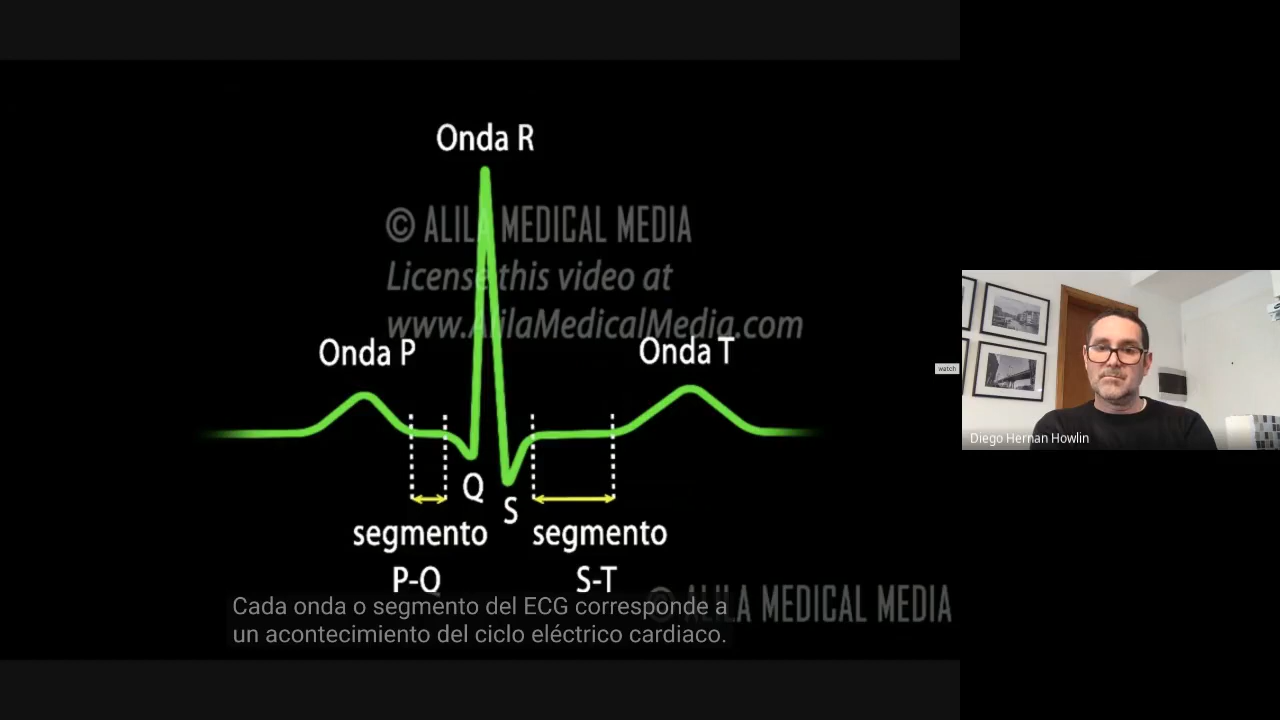 Onda R
© ALILA MEDICAL MEDIA
License this video at
www.AlilaMedicalMedia.com
Onda P
Onda T
watch
Diego Hernan Howlin
Q
S
segmento
P-Q
segmento
S-T
© ALILA MEDICAL MEDIA
Cada onda o segmento del ECG corresponde a
un acontecimiento del ciclo eléctrico cardiaco.